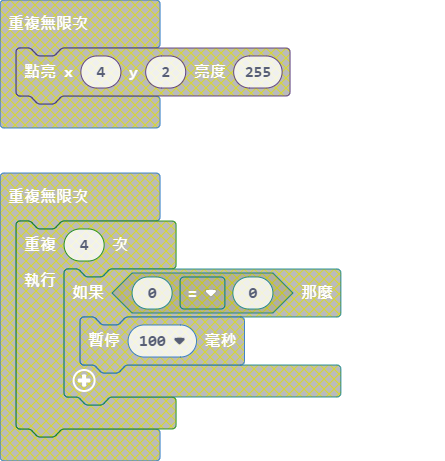 重複無限次
點亮 x 4 y 2 亮度 255
重複無限次
重複 4 次
執行
如果 0 = 0 那麼
暫停 100 毫秒